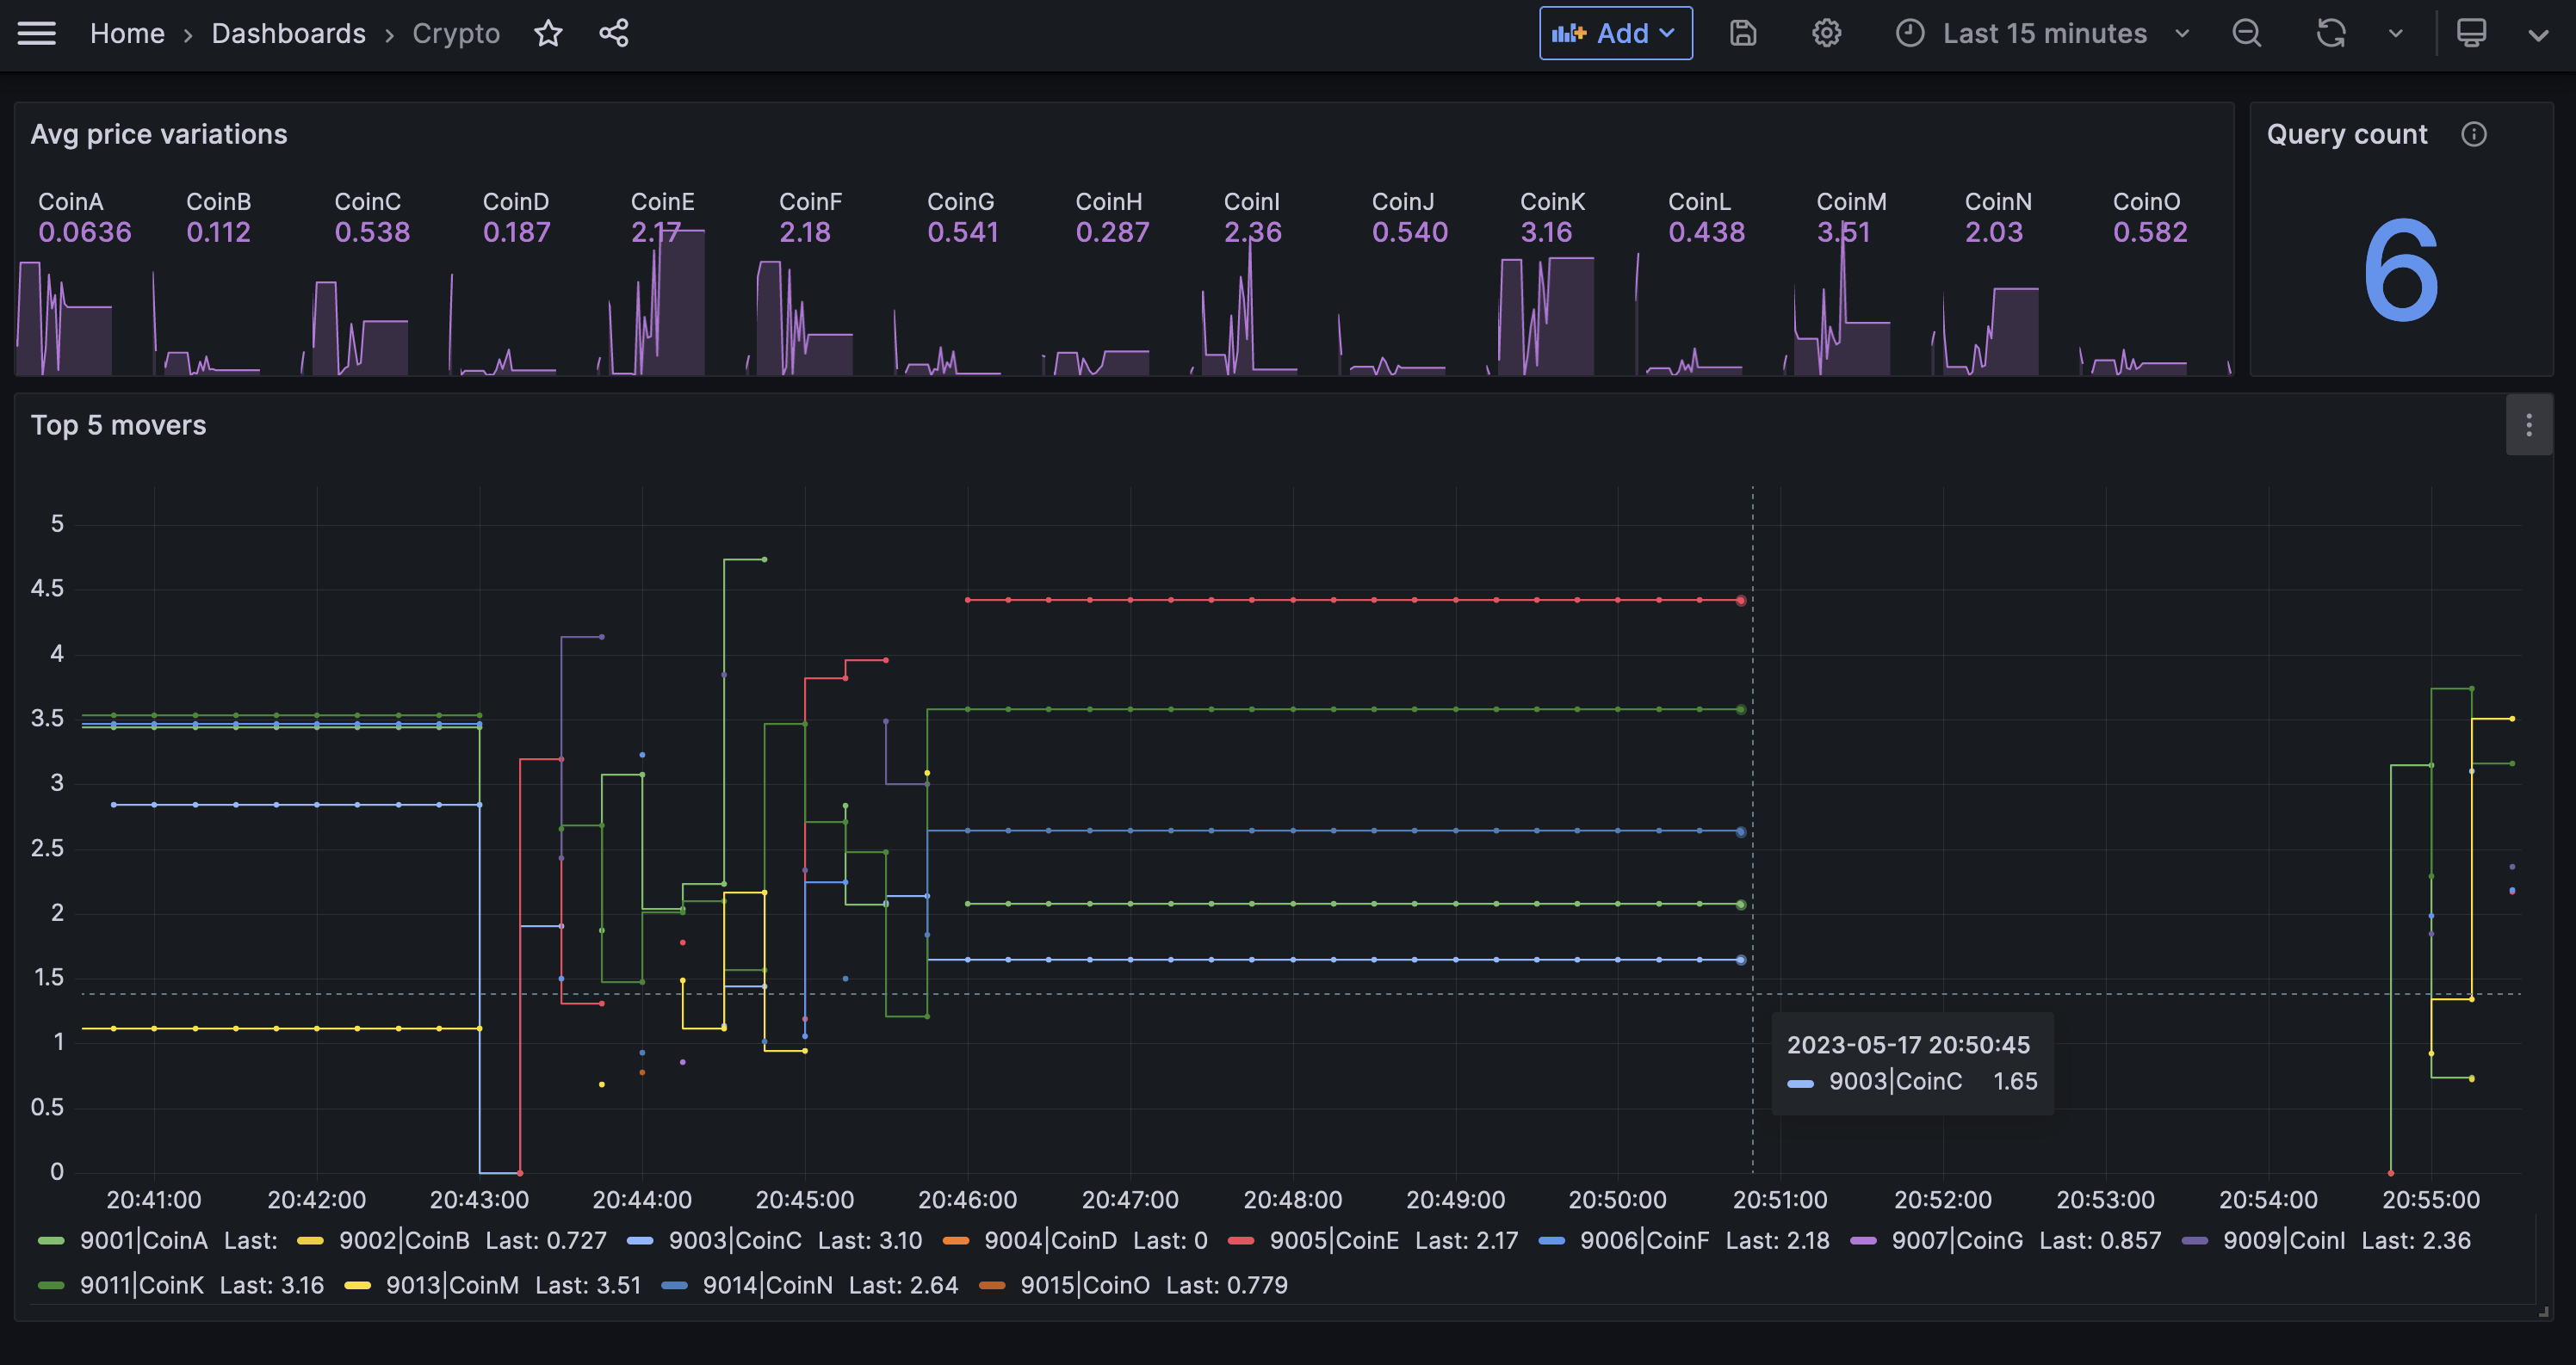 Home › Dashboards › Crypto
Add
Last 15 minutes
Avg price variations
Query count
CoinA CoinB CoinC CoinD CoinE CoinF CoinG CoinH CoinI CoinJ CoinK CoinL CoinM CoinN CoinO
0.0636 0.112 0.538 0.187 2.17 2.18 0.541 0.287 2.36 0.540 3.16 0.438 3.51 2.03 0.582
6
Top 5 movers
5
4.5
4
3.5
3
2.5
2
1.5
1
0.5
0
2023-05-17 20:50:45
9003|CoinC 1.65
20:41:00 20:42:00 20:43:00 20:44:00 20:45:00 20:46:00 20:47:00 20:48:00 20:49:00 20:50:00 20:51:00 20:52:00 20:53:00 20:54:00 20:55:00
9001|CoinA Last: 9002|CoinB Last: 0.727 9003|CoinC Last: 3.10 9004|CoinD Last: 0 9005|CoinE Last: 2.17 9006|CoinF Last: 2.18 9007|CoinG Last: 0.857 9009|CoinI Last: 2.36
9011|CoinK Last: 3.16 9013|CoinM Last: 3.51 9014|CoinN Last: 2.64 9015|CoinO Last: 0.779